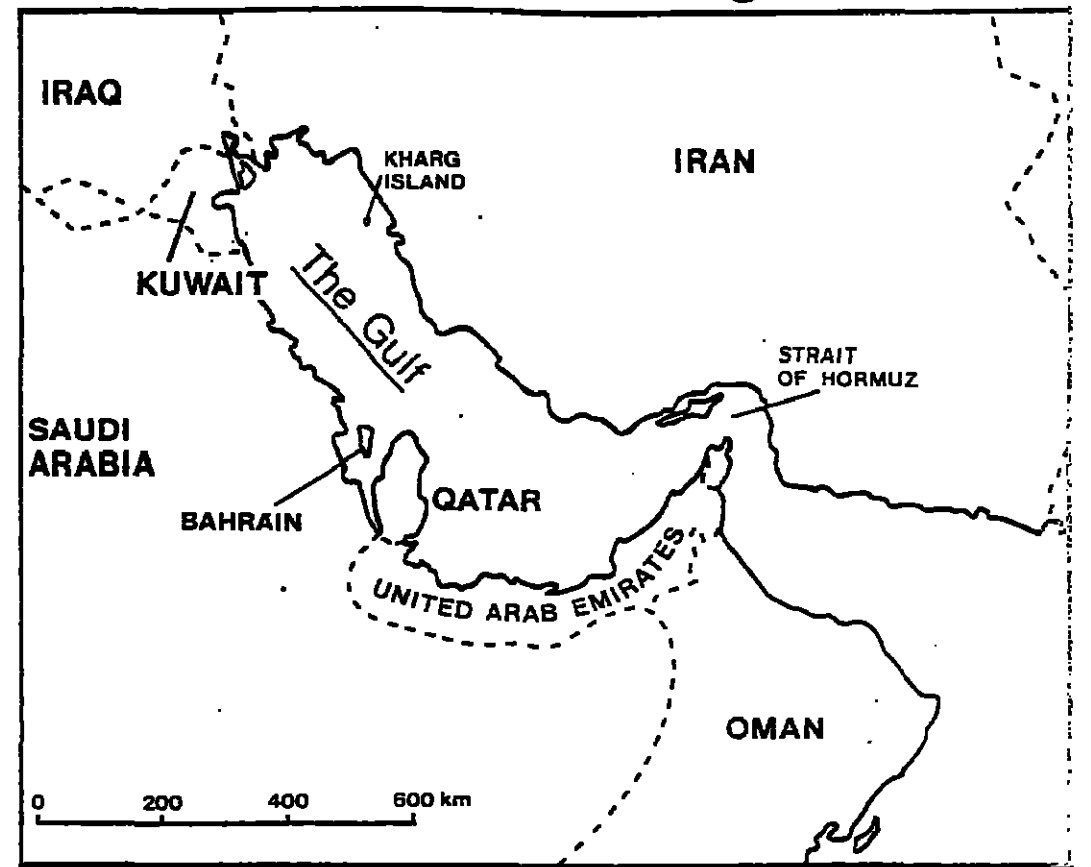 IRAQ
KHARG
ISLAND
IRAN
KUWAIT
The Gulf
STRAIT
OF HORMUZ
SAUDI
ARABIA
BAHRAIN
QATAR
UNITED ARAB EMIRATES
OMAN
0 200 400 600 km